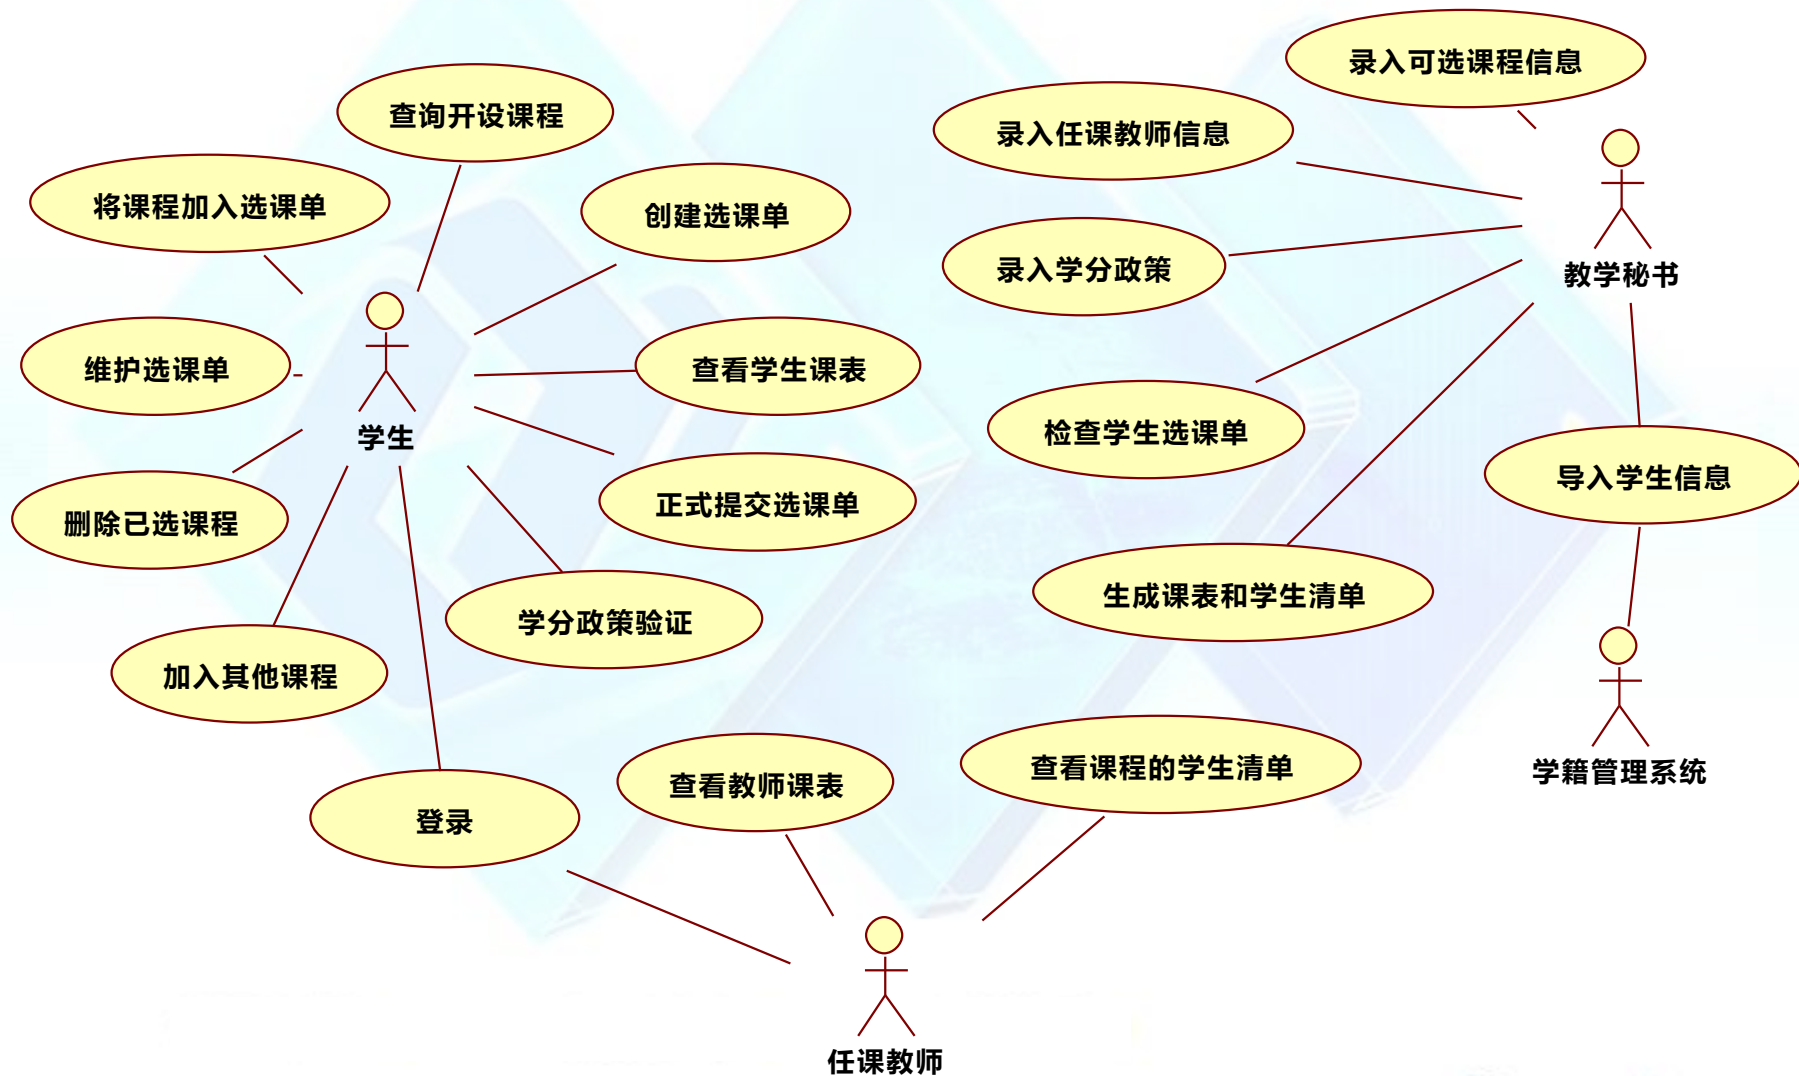 录入可选课程信息
查询开设课程
录入任课教师信息
将课程加入选课单
创建选课单
录入学分政策
教学秘书
维护选课单
查看学生课表
学生
检查学生选课单
导入学生信息
删除已选课程
正式提交选课单
学分政策验证
生成课表和学生清单
加入其他课程
查看教师课表
查看课程的学生清单
学籍管理系统
登录
任课教师